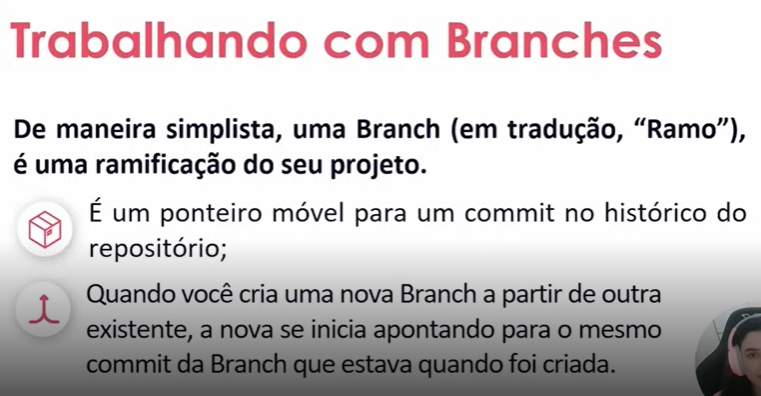 Trabalhando com Branches
De maneira simplista, uma Branch (em tradução, “Ramo”),
é uma ramificação do seu projeto.
É um ponteiro móvel para um commit no histórico do
repositório;
Quando você cria uma nova Branch a partir de outra
existente, a nova se inicia apontando para o mesmo
commit da Branch que estava quando foi criada.